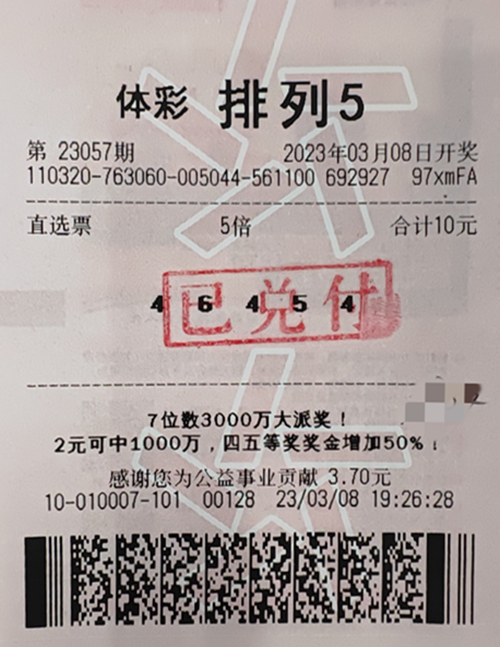 体彩 排列5
第 23057期 2023年03月08日开奖
110320-763060-005044-561100 692927 97xmFA
直选票 5倍 合计10元
4 6 4 5 4
已兑付
7位数3000万大派奖！
2元可中1000万，四五等奖奖金增加50%↓
感谢您为公益事业贡献 3.70元
10-010007-101 00128 23/03/08 19:26:28